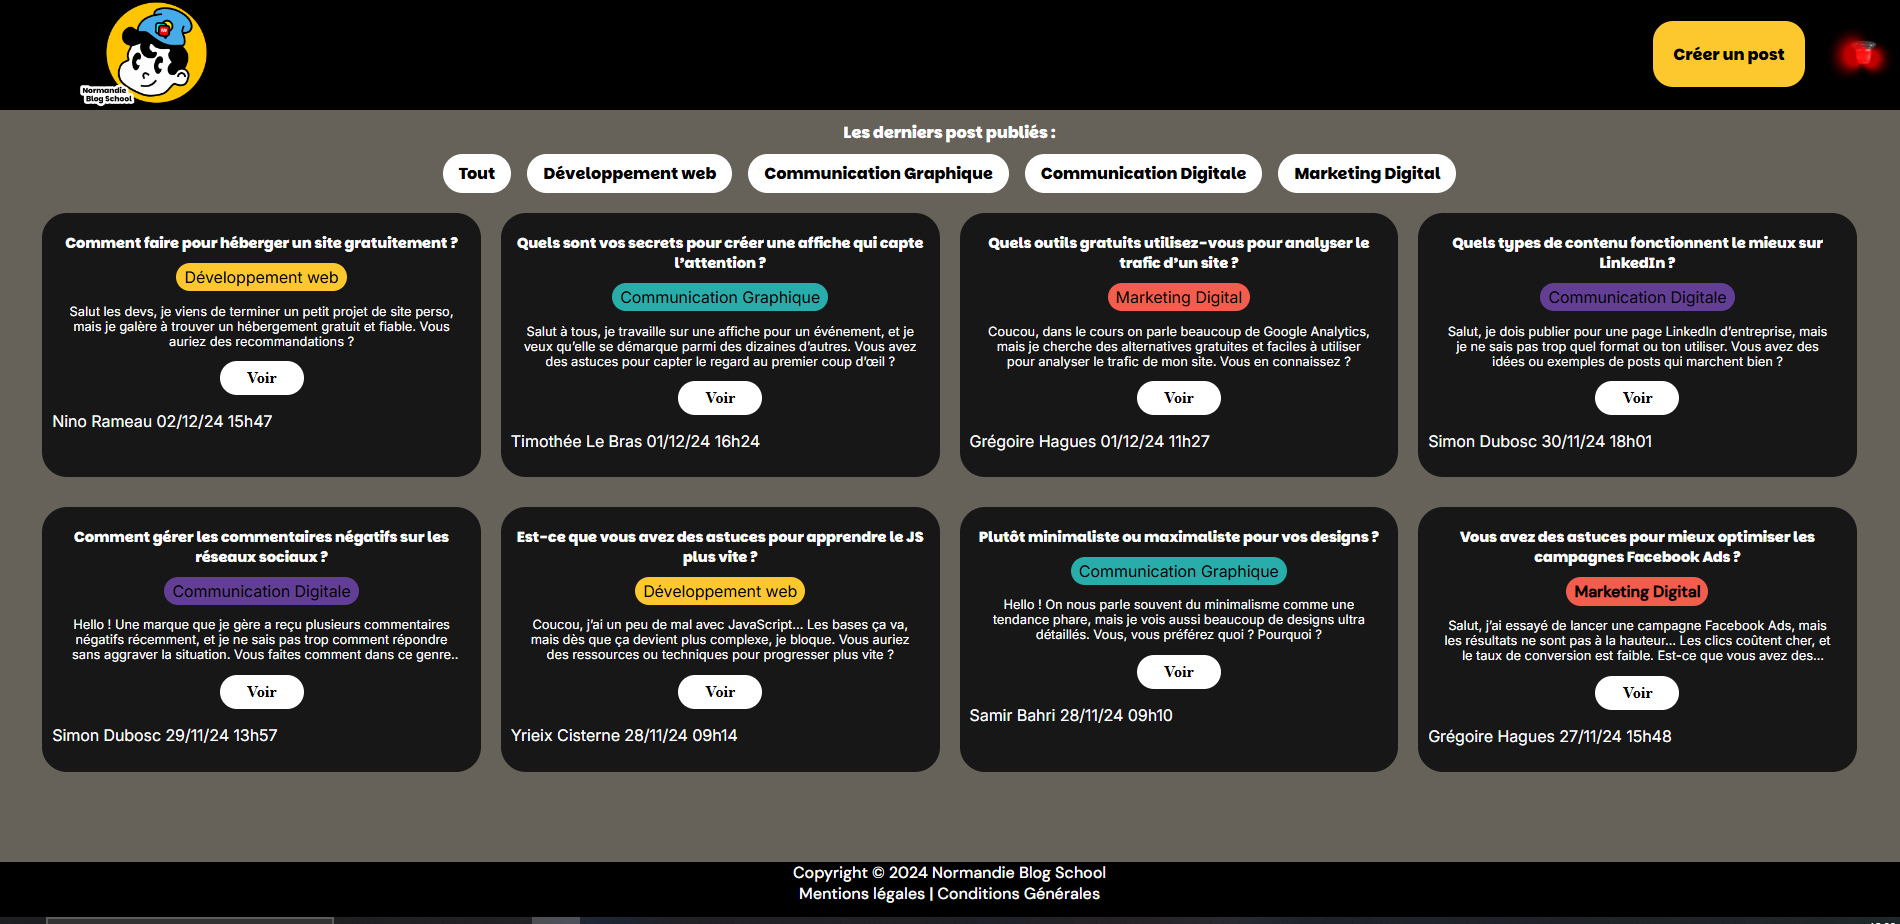 Normandie
Blog School
Créer un post
Les derniers post publiés :
Tout
Développement web
Communication Graphique
Communication Digitale
Marketing Digital
Comment faire pour héberger un site gratuitement ?
Développement web
Salut les devs, je viens de terminer un petit projet de site perso,
mais je galère à trouver un hébergement gratuit et fiable. Vous
auriez des recommandations ?
Voir
Nino Rameau 02/12/24 15h47
Quels sont vos secrets pour créer une affiche qui capte
l’attention ?
Communication Graphique
Salut à tous, je travaille sur une affiche pour un événement, et je
veux qu’elle se démarque parmi des dizaines d’autres. Vous avez
des astuces pour capter le regard au premier coup d’œil ?
Voir
Timothée Le Bras 01/12/24 16h24
Quels outils gratuits utilisez-vous pour analyser le
trafic d’un site ?
Marketing Digital
Coucou, dans le cours on parle beaucoup de Google Analytics,
mais je cherche des alternatives gratuites et faciles à utiliser
pour analyser le trafic de mon site. Vous en connaissez ?
Voir
Grégoire Hagues 01/12/24 11h27
Quels types de contenu fonctionnent le mieux sur
LinkedIn ?
Communication Digitale
Salut, je dois publier pour une page LinkedIn d’entreprise, mais
je ne sais pas trop quel format ou ton utiliser. Vous avez des
idées ou exemples de posts qui marchent bien ?
Voir
Simon Dubosc 30/11/24 18h01
Comment gérer les commentaires négatifs sur les
réseaux sociaux ?
Communication Digitale
Hello ! Une marque que je gère a reçu plusieurs commentaires
négatifs récemment, et je ne sais pas trop comment répondre
sans aggraver la situation. Vous faites comment dans ce genre..
Voir
Simon Dubosc 29/11/24 13h57
Est-ce que vous avez des astuces pour apprendre le JS
plus vite ?
Développement web
Coucou, j’ai un peu de mal avec JavaScript... Les bases ça va,
mais dès que ça devient plus complexe, je bloque. Vous auriez
des ressources ou techniques pour progresser plus vite ?
Voir
Yrieix Cisterne 28/11/24 09h14
Plutôt minimaliste ou maximaliste pour vos designs ?
Communication Graphique
Hello ! On nous parle souvent du minimalisme comme une
tendance phare, mais je vois aussi beaucoup de designs ultra
détaillés. Vous, vous préférez quoi ? Pourquoi ?
Voir
Samir Bahri 28/11/24 09h10
Vous avez des astuces pour mieux optimiser les
campagnes Facebook Ads ?
Marketing Digital
Salut, j’ai essayé de lancer une campagne Facebook Ads, mais
les résultats ne sont pas à la hauteur... Les clics coûtent cher, et
le taux de conversion est faible. Est-ce que vous avez des...
Voir
Grégoire Hagues 27/11/24 15h48
Copyright © 2024 Normandie Blog School
Mentions légales | Conditions Générales